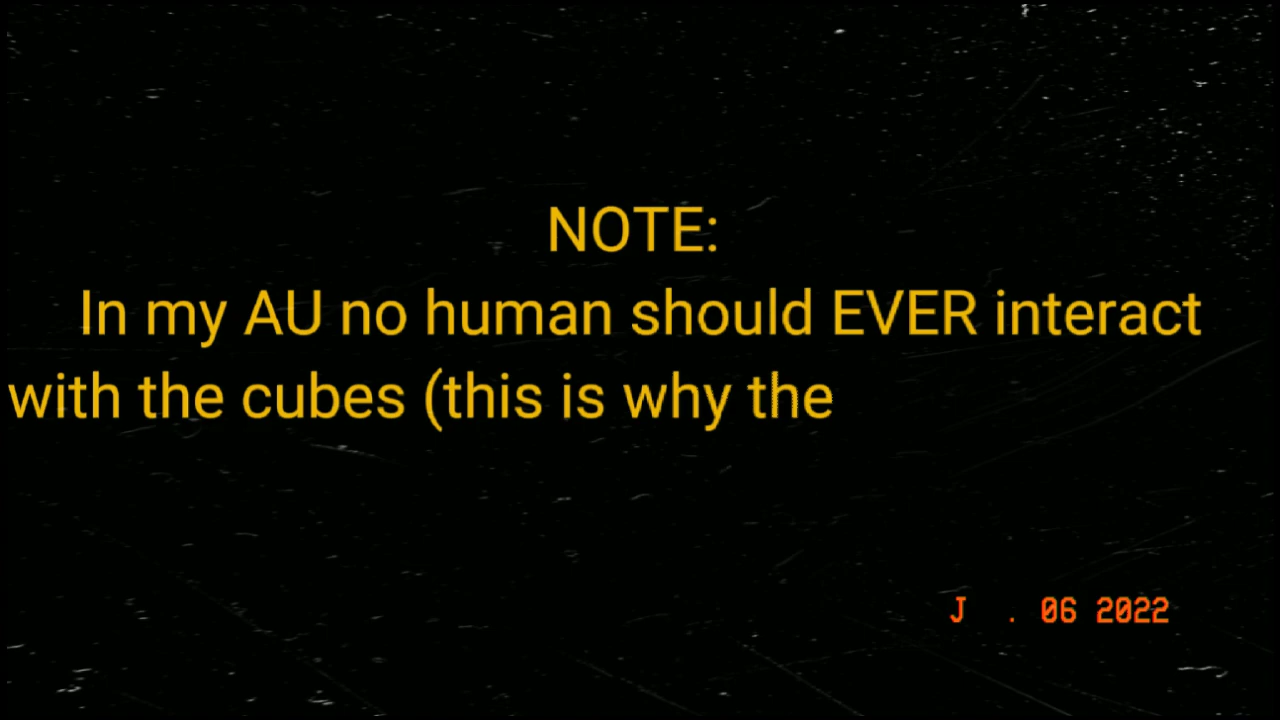 NOTE:
In my AU no human should EVER interact
with the cubes (this is why the
J . 06 2022